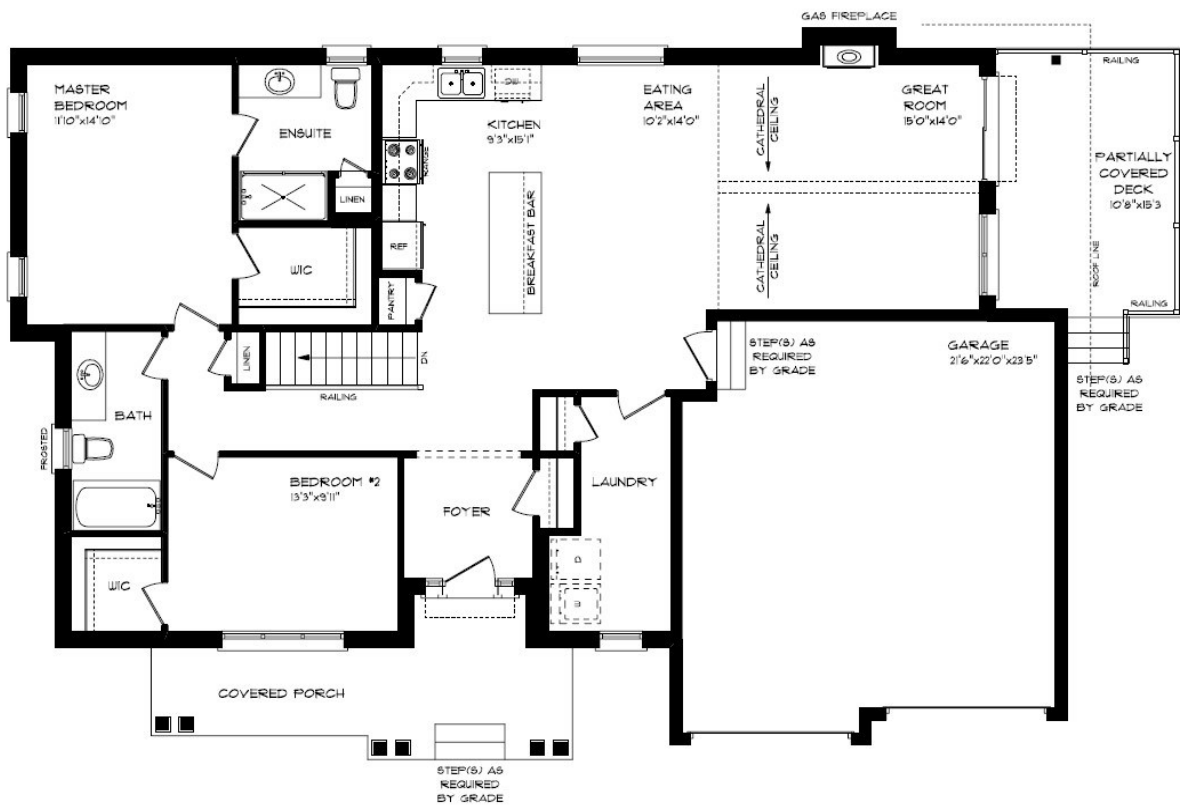 GAS FIREPLACE
RAILING
MASTER
BEDROOM
11'10"x14'10"
ENSUITE
LINEN
WIC
KITCHEN
9'3"x15'1"
DW
RANGE
REF
PANTRY
BREAKFAST BAR
EATING
AREA
10'2"x14'0"
CATHEDRAL
CEILING
CATHEDRAL
CEILING
GREAT
ROOM
15'0"x14'0"
PARTIALLY
COVERED
DECK
10'8"x15'3
ROOF LINE
RAILING
STEP(S) AS
REQUIRED
BY GRADE
LINEN
DN
RAILING
STEP(S) AS
REQUIRED
BY GRADE
GARAGE
21'6"x22'0"x23'5"
BATH
FROSTED
BEDROOM #2
13'3"x9'11"
WIC
FOYER
LAUNDRY
D
W
COVERED PORCH
STEP(S) AS
REQUIRED
BY GRADE